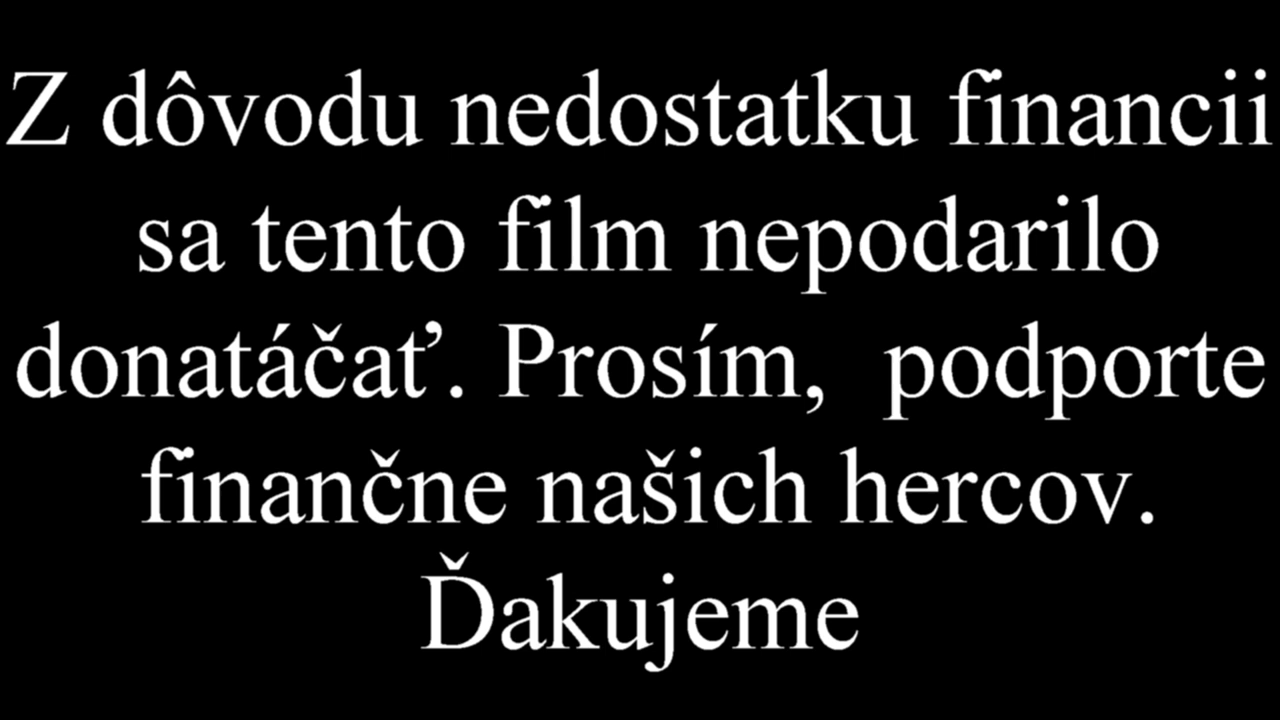 Z dôvodu nedostatku financii
sa tento film nepodarilo
donatáčať. Prosím,  podporte
finančne našich hercov.
Ďakujeme